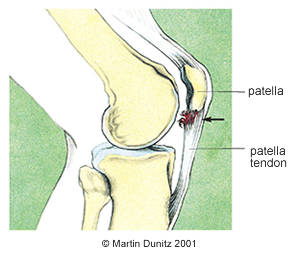 patella
patella
tendon
© Martin Dunitz 2001